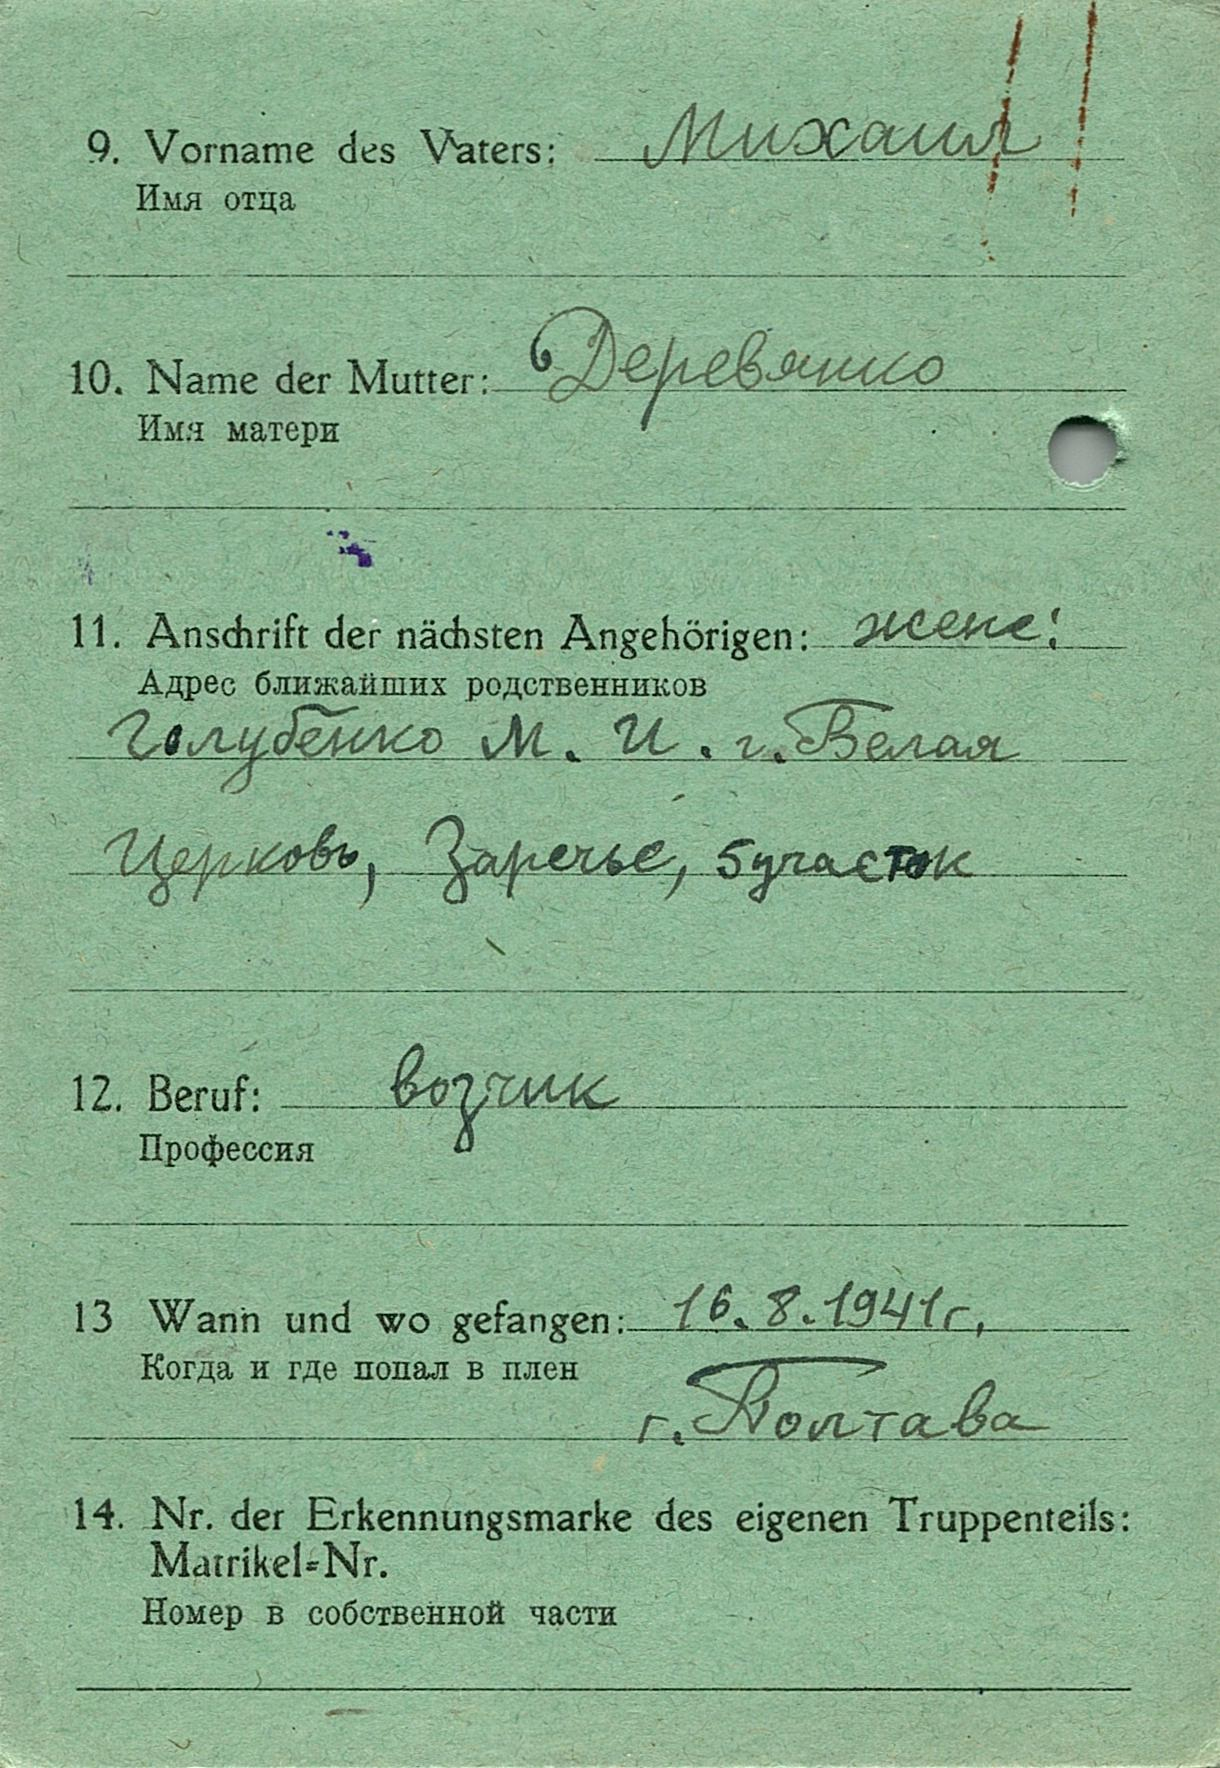 9. Vorname des Vaters: Михаил
Имя отца
10. Name der Mutter: Деревянко
Имя матери
11. Anschrift der nächsten Angehörigen: жене:
Адрес ближайших родственников
Голубенко М. И. г. Белая
Церковь, Заречье, 5 участок
12. Beruf: возчик
Профессия
13 Wann und wo gefangen: 16.8.1941г.
Когда и где попал в плен
г. Полтава
14. Nr. der Erkennungsmarke des eigenen Truppenteils:
Matrikel=Nr.
Номер в собственной части